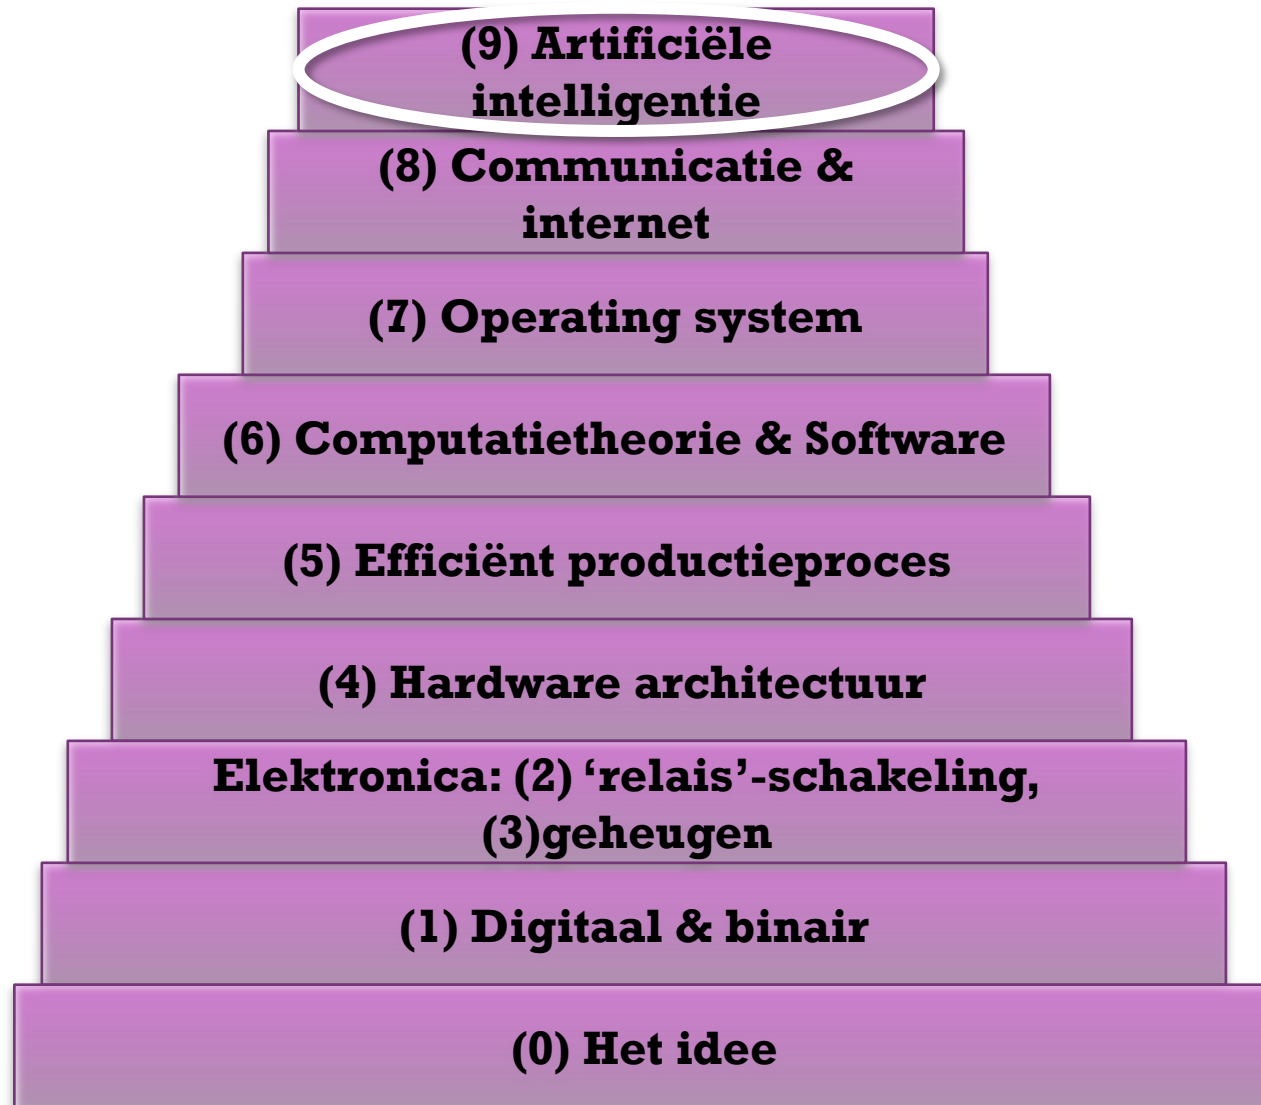 (9) Artificiële
intelligentie
(8) Communicatie &
internet
(7) Operating system
(6) Computatietheorie & Software
(5) Efficiënt productieproces
(4) Hardware architectuur
Elektronica: (2) ‘relais’-schakeling,
(3)geheugen
(1) Digitaal & binair
(0) Het idee